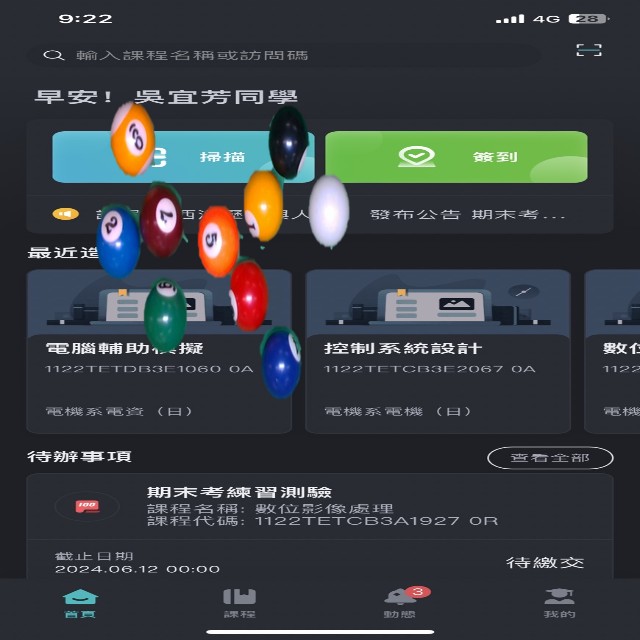 9:22 4G 28
輸入課程名稱或訪問碼
早安！吳宜芳同學
掃描 簽到
發布公告 期末考...
最近
電腦輔助模擬 控制系統設計 數位
1122TETDB3E1060 0A 1122TETCB3E2067 0A 1122
電機系電資（日） 電機系電機（日） 電機
待辦事項 查看全部
100
期末考練習測驗
課程名稱: 數位影像處理
課程代碼: 1122TETCB3A1927 0R
截止日期
2024.06.12 00:00 待繳交
3
首頁 課程 動態 我的